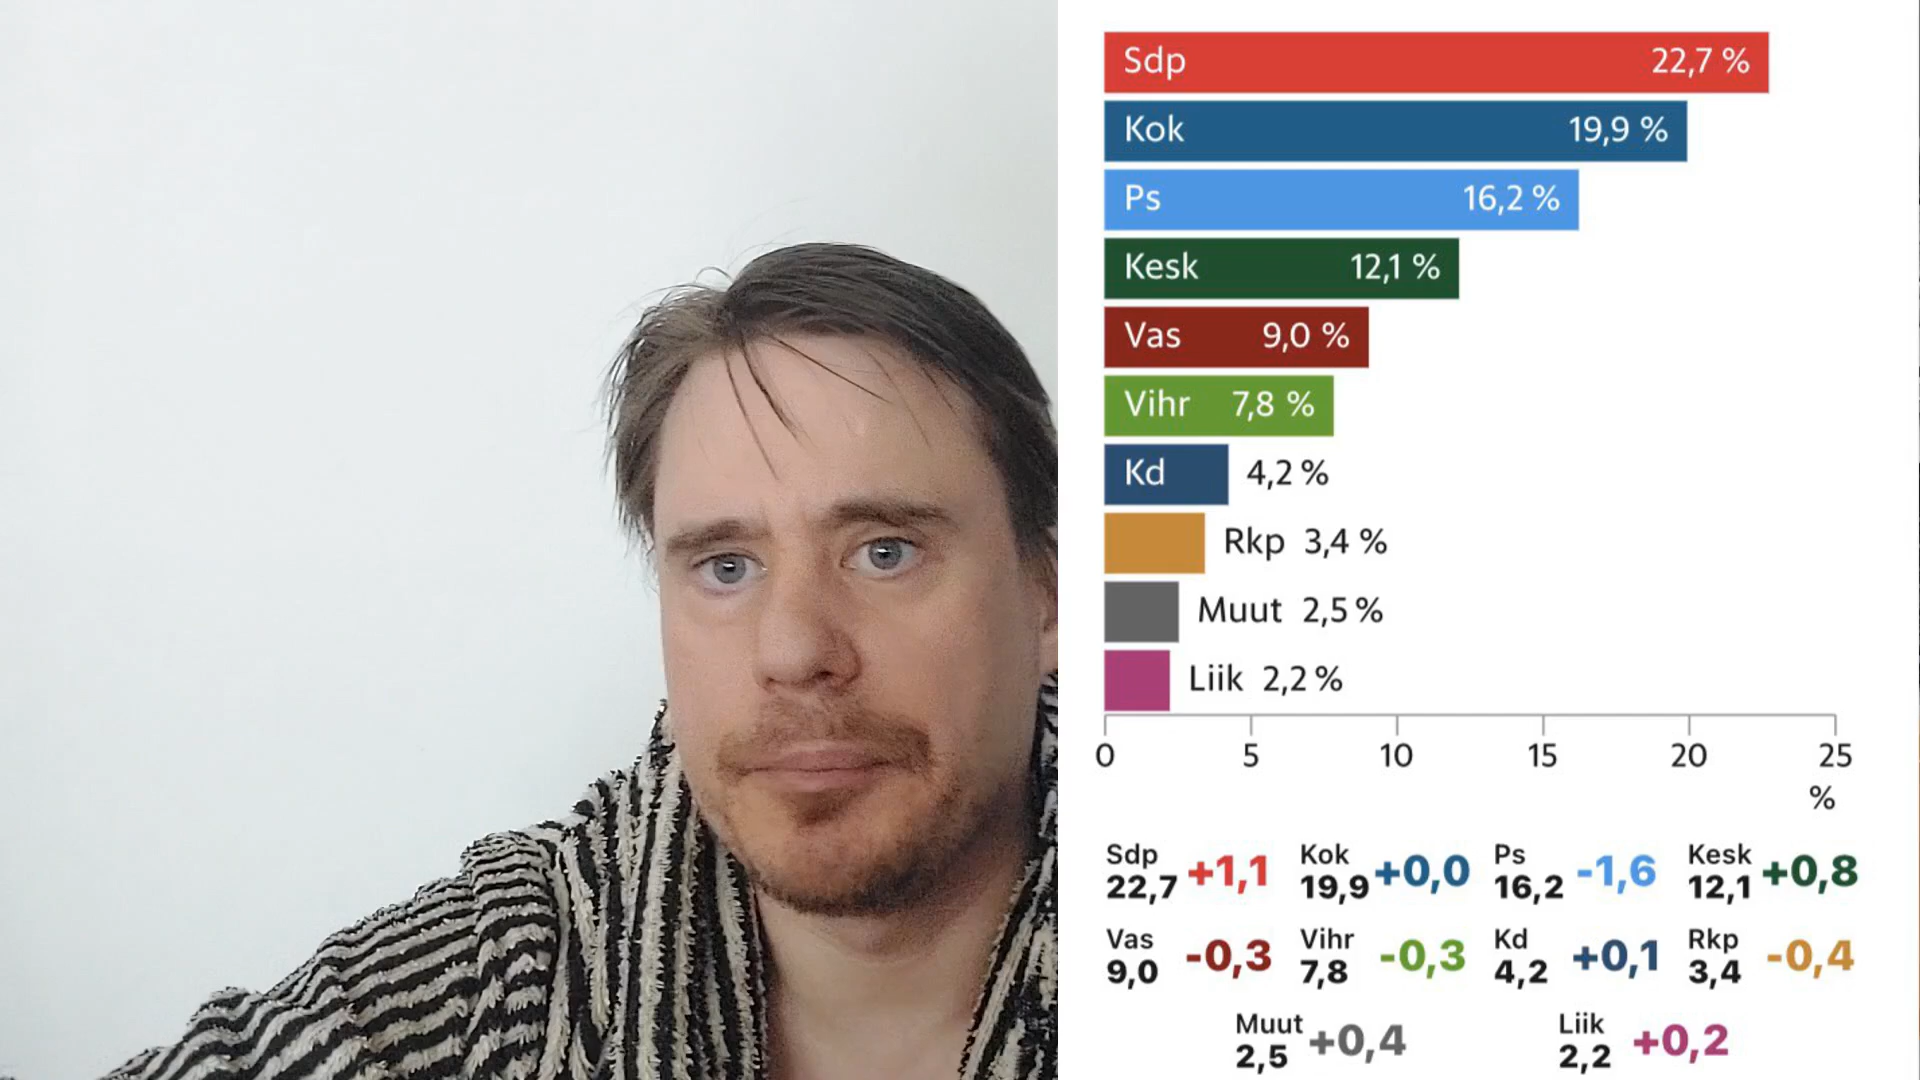 Sdp 22,7 %
Kok 19,9 %
Ps 16,2 %
Kesk 12,1 %
Vas 9,0 %
Vihr 7,8 %
Kd 4,2 %
Rkp 3,4 %
Muut 2,5 %
Liik 2,2 %
0 5 10 15 20 25
%
Sdp 22,7 +1,1
Kok 19,9 +0,0
Ps 16,2 -1,6
Kesk 12,1 +0,8
Vas 9,0 -0,3
Vihr 7,8 -0,3
Kd 4,2 +0,1
Rkp 3,4 -0,4
Muut 2,5 +0,4
Liik 2,2 +0,2